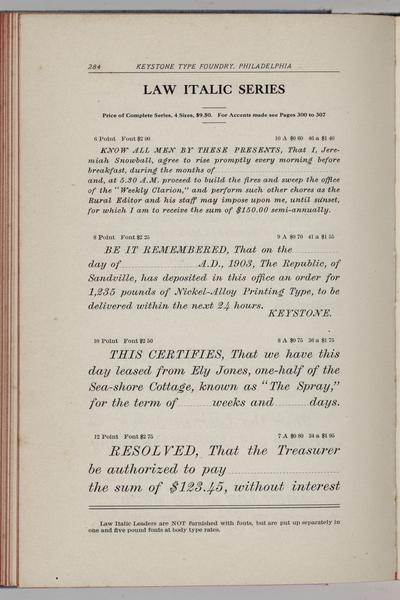 284 KEYSTONE TYPE FOUNDRY, PHILADELPHIA
LAW ITALIC SERIES
Price of Complete Series, 4 Sizes, $9.50. For Accents made see Pages 300 to 307
6 Point Font $2 00 10 A $0 60 46 a $1 40
KNOW ALL MEN BY THESE PRESENTS, That I, Jere-
miah Snowball, agree to rise promptly every morning before
breakfast, during the months of
and, at 5.30 A.M. proceed to build the fires and sweep the office
of the "Weekly Clarion," and perform such other chores as the
Rural Editor and his staff may impose upon me, until sunset,
for which I am to receive the sum of $150.00 semi-annually.
8 Point Font $2 25 9 A $0 70 41 a $1 55
BE IT REMEMBERED, That on the
day of A.D., 1903, The Republic, of
Sandville, has deposited in this office an order for
1,235 pounds of Nickel-Alloy Printing Type, to be
delivered within the next 24 hours.
KEYSTONE.
10 Point Font $2 50 8 A $0 75 36 a $1 75
THIS CERTIFIES, That we have this
day leased from Ely Jones, one-half of the
Sea-shore Cottage, known as "The Spray,"
for the term of weeks and days.
12 Point Font $2 75 7 A $0 80 34 a $1 95
RESOLVED, That the Treasurer
be authorized to pay
the sum of $123.45, without interest
Law Italic Leaders are NOT furnished with fonts, but are put up separately in
one and five pound fonts at body type rates.